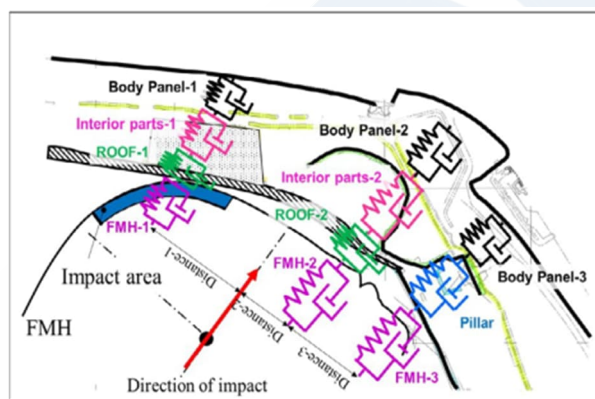 Body Panel-1
Interior parts-1
Body Panel-2
ROOF-1
Interior parts-2
ROOF-2
FMH-1
Impact area
FMH-2
Body Panel-3
Distance-1
Distance-2
Distance-3
FMH
Pillar
FMH-3
Direction of impact